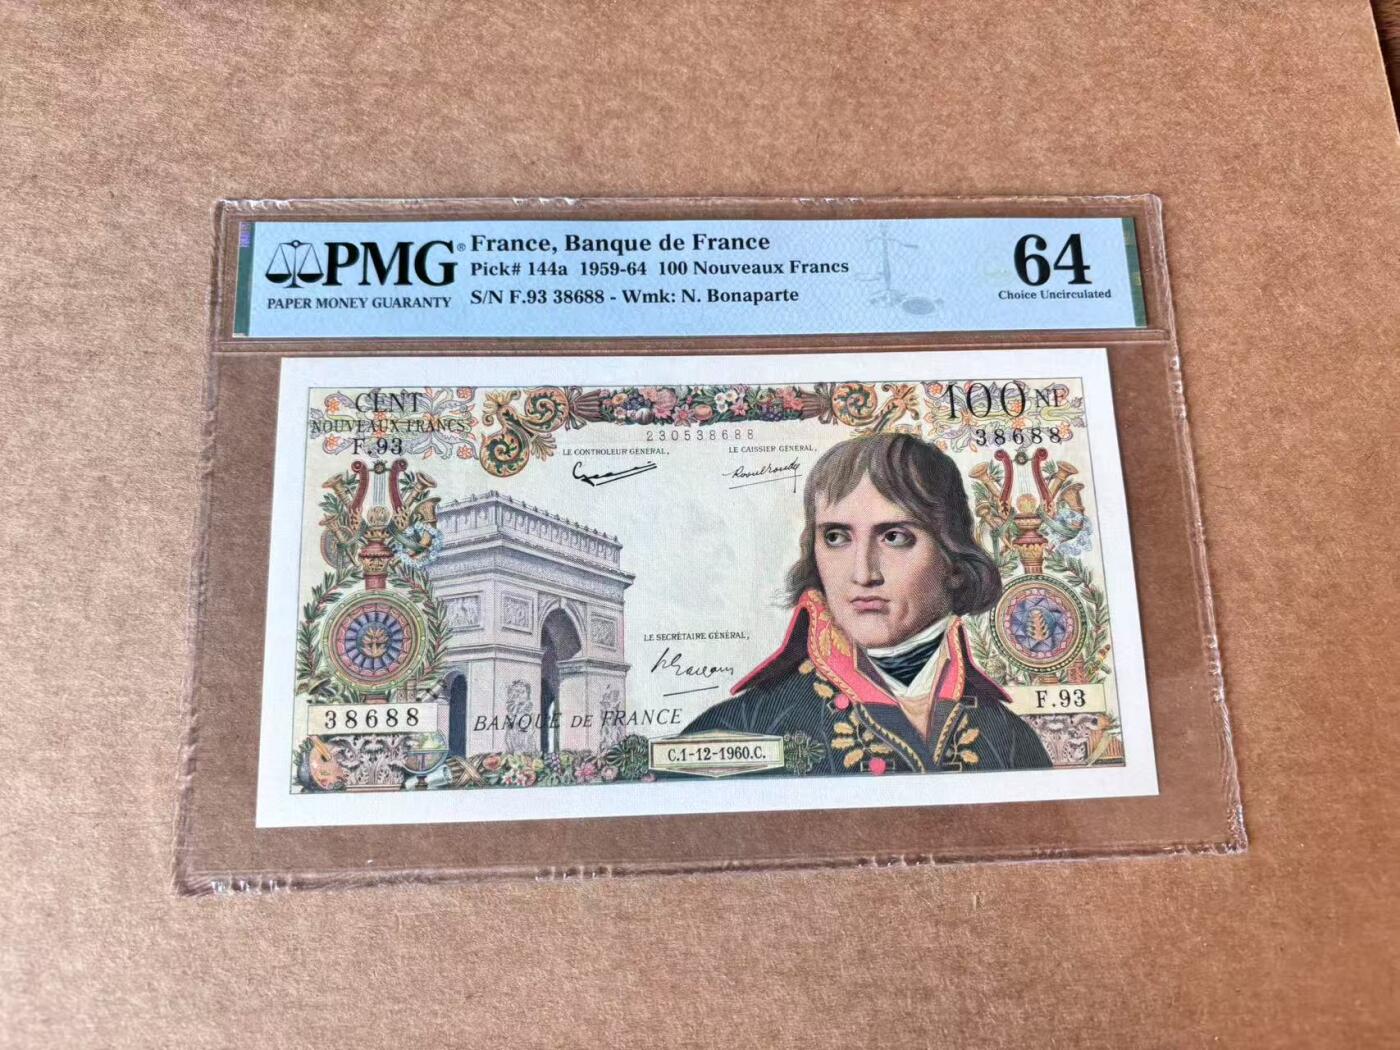 PMG®
PAPER MONEY GUARANTY
France, Banque de France
Pick# 144a 1959-64 100 Nouveaux Francs
S/N F.93 38688 - Wmk: N. Bonaparte
64
Choice Uncirculated
CENT
NOUVEAUX FRANCS
F.93
100 NF
38688
230538688
LE CONTROLEUR GÉNÉRAL,
LE CAISSIER GÉNÉRAL,
LE SECRÉTAIRE GÉNÉRAL,
F.93
38688
BANQUE DE FRANCE
C.1-12-1960.C.